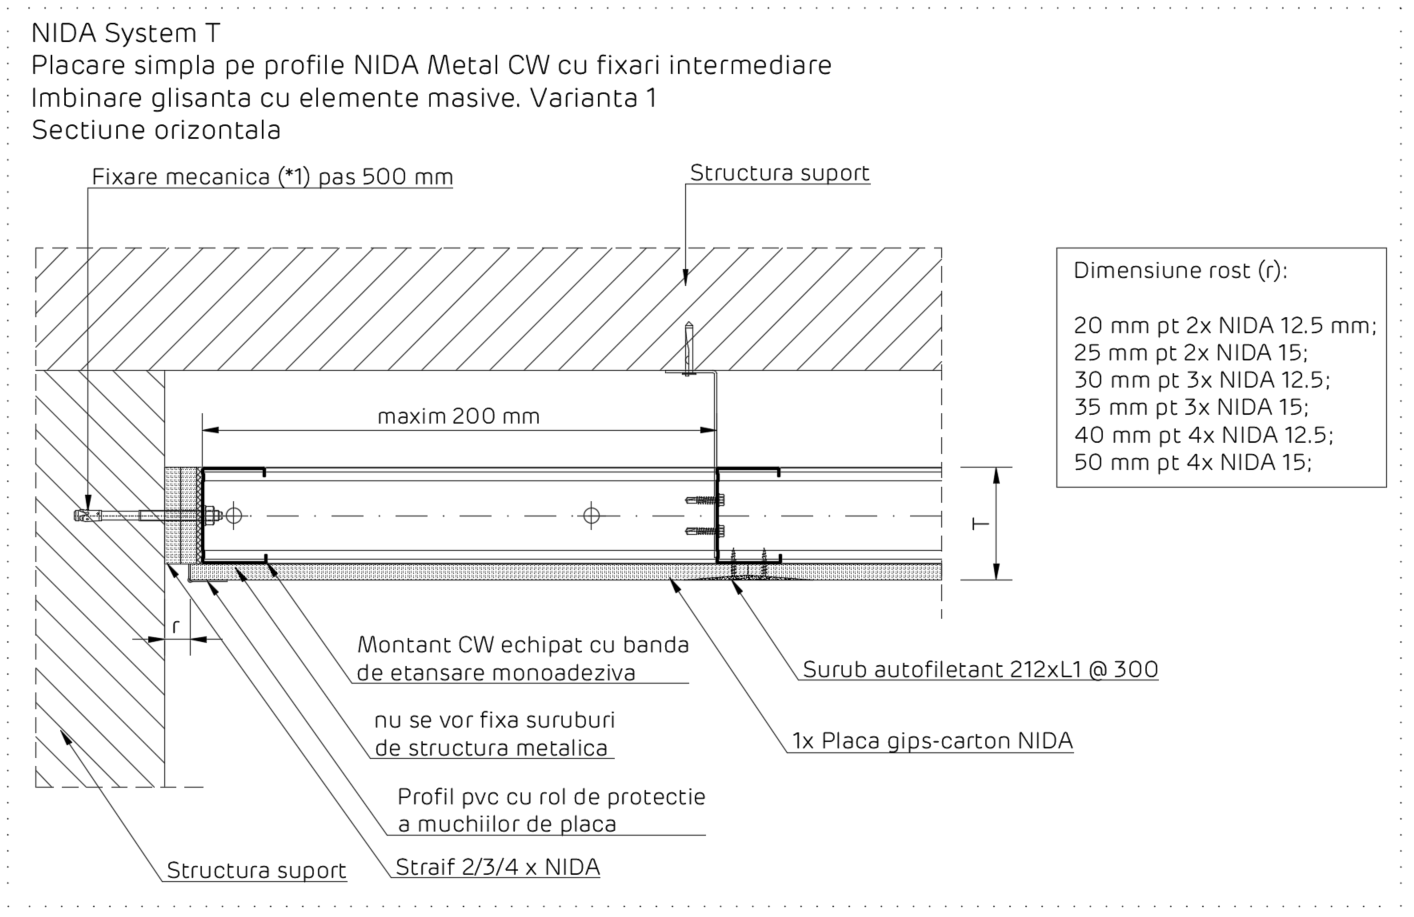 NIDA System T
Placare simpla pe profile NIDA Metal CW cu fixari intermediare
Imbinare glisanta cu elemente masive. Varianta 1
Sectiune orizontala
Fixare mecanica (*1) pas 500 mm
Structura suport
Dimensiune rost (r):
20 mm pt 2x NIDA 12.5 mm;
25 mm pt 2x NIDA 15;
30 mm pt 3x NIDA 12.5;
35 mm pt 3x NIDA 15;
40 mm pt 4x NIDA 12.5;
50 mm pt 4x NIDA 15;
maxim 200 mm
T
r
Montant CW echipat cu banda
de etansare monoadeziva
Surub autofiletant 212xL1 @ 300
nu se vor fixa suruburi
de structura metalica
1x Placa gips-carton NIDA
Profil pvc cu rol de protectie
a muchiilor de placa
Straif 2/3/4 x NIDA
Structura suport